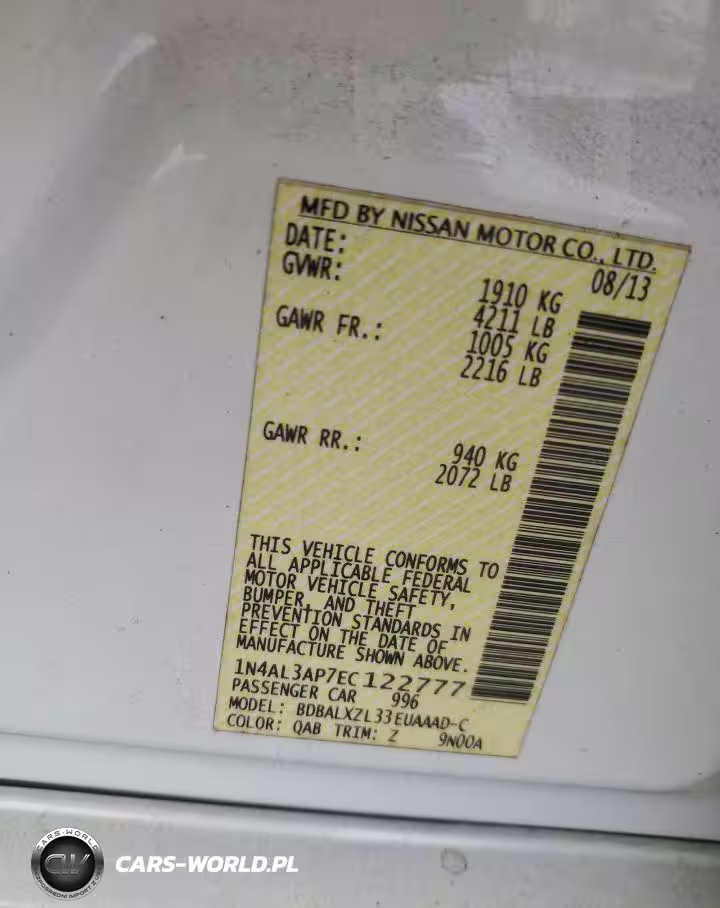 MFD BY NISSAN MOTOR CO., LTD.
DATE: 08/13
GVWR: 1910 KG
4211 LB
GAWR FR.: 1005 KG
2216 LB
GAWR RR.: 940 KG
2072 LB
THIS VEHICLE CONFORMS TO
ALL APPLICABLE FEDERAL
MOTOR VEHICLE SAFETY,
BUMPER, AND THEFT
PREVENTION STANDARDS IN
EFFECT ON THE DATE OF
MANUFACTURE SHOWN ABOVE.
1N4AL3AP7EC122777
PASSENGER CAR 996
MODEL: BDBALXZL33EUAAAD-C
COLOR: QAB TRIM: Z 9N00A
CARS-WORLD
CW
CARS-WORLD.PL